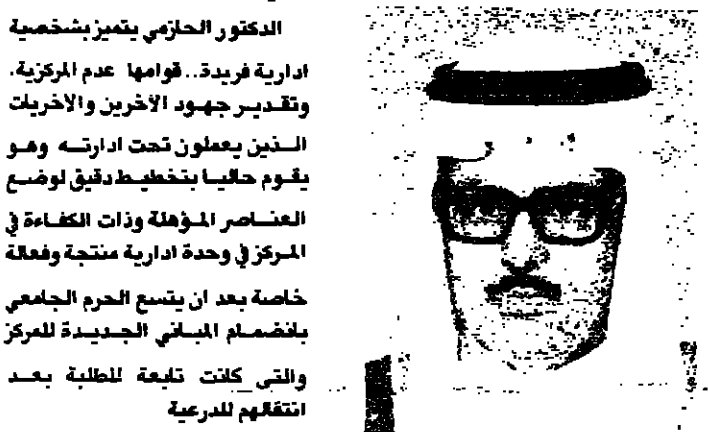 الدكتور الحازمي يتميز بشخصية
ادارية فريدة.. قوامها عدم المركزية.
وتقدير جهود الآخرين والاخريات
الذين يعملون تحت ادارته وهو
يقوم حاليا بتخطيط دقيق لوضع
العناصر المؤهلة وذات الكفاءة في
المركز في وحدة ادارية منتجة وفعالة
خاصة بعد ان يتسع الحرم الجامعي
بانضمام المباني الجديدة للمركز
والتي كانت تابعة للطلبة بعد
انتقالهم للدرعية